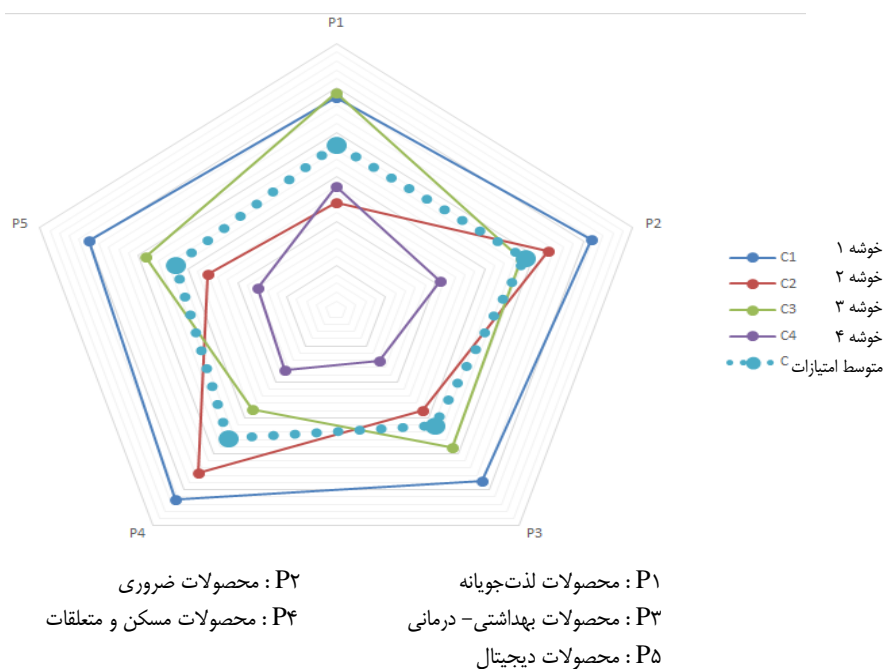 P1
P5
P2
C1 خوشه ۱
C2 خوشه ۲
C3 خوشه ۳
C4 خوشه ۴
C متوسط امتیازات
P4
P3
P۱ : محصولات لذت‌جویانه P۲ : محصولات ضروری
P۳ : محصولات بهداشتی- درمانی P۴ : محصولات مسکن و متعلقات
P۵ : محصولات دیجیتال